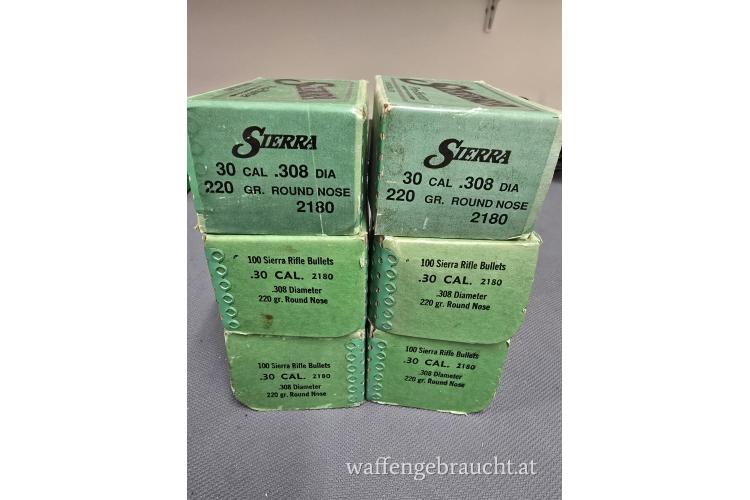 SIERRA
30 CAL .308 DIA
220 GR. ROUND NOSE
2180
SIERRA
30 CAL .308 DIA
220 GR. ROUND NOSE
2180
100 Sierra Rifle Bullets
.30 CAL. 2180
.308 Diameter
220 gr. Round Nose
100 Sierra Rifle Bullets
.30 CAL. 2180
.308 Diameter
220 gr. Round Nose
100 Sierra Rifle Bullets
.30 CAL. 2180
.308 Diameter
220 gr. Round Nose
100 Sierra Rifle Bullets
.30 CAL. 2180
.308 Diameter
220 gr. Round Nose
waffengebraucht.at